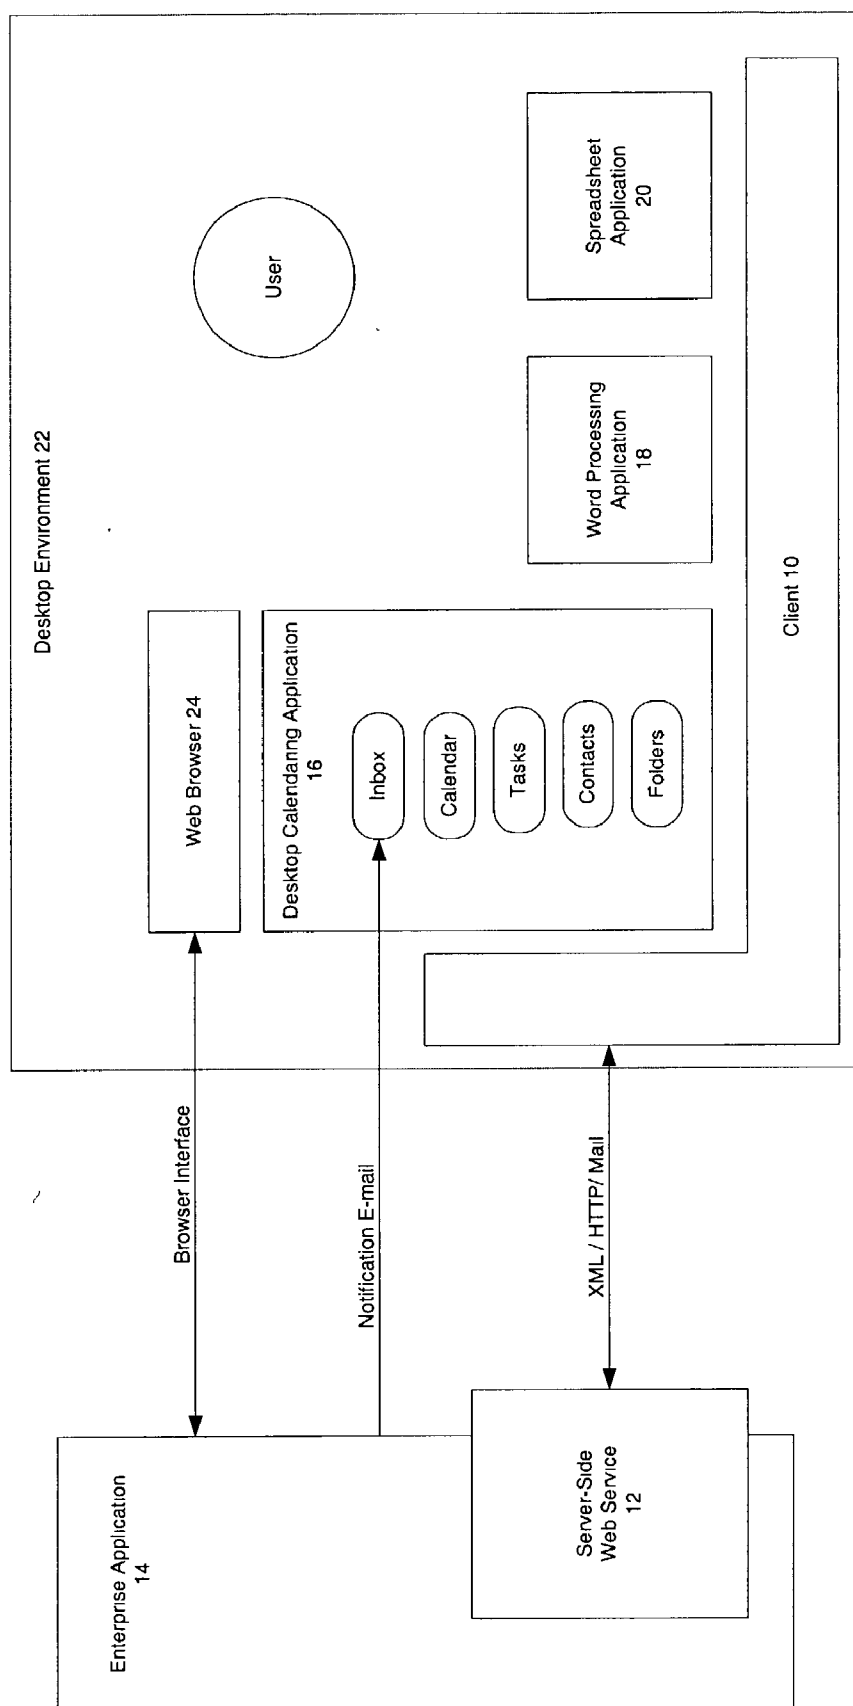 Desktop Environment 22
Enterprise Application
14
Browser Interface
Web Browser 24
User
Desktop Calendaring Application
16
Notification E-mail
Inbox
Calendar
Tasks
Contacts
Folders
Word Processing
Application
18
Spreadsheet
Application
20
Server-Side
Web Service
12
XML / HTTP/ Mail
Client 10